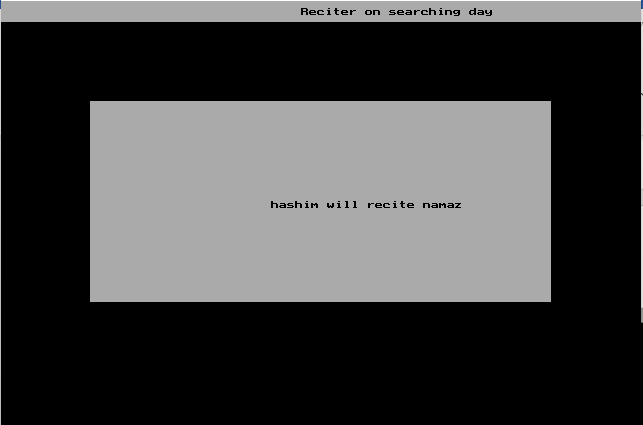 Reciter on searching day
hashim will recite namaz